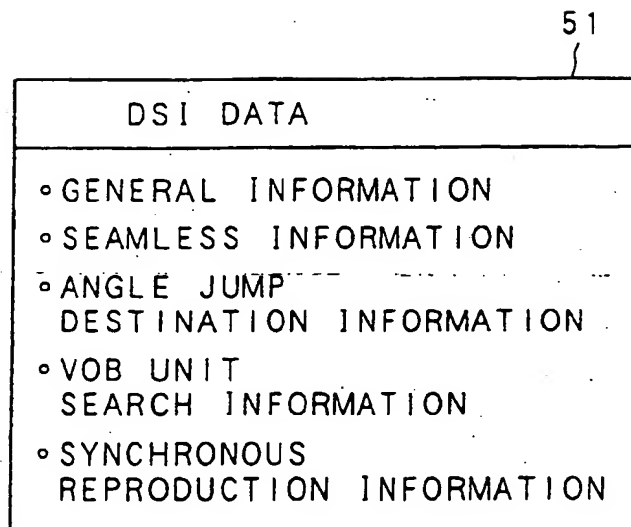 51
DSI DATA
∘GENERAL INFORMATION
∘SEAMLESS INFORMATION
∘ANGLE JUMP
DESTINATION INFORMATION
∘VOB UNIT
SEARCH INFORMATION
∘SYNCHRONOUS
REPRODUCTION INFORMATION